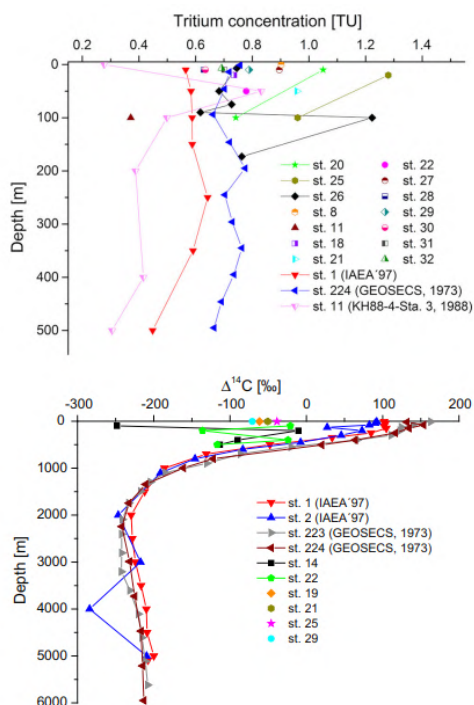 Tritium concentration [TU]
0.2 0.4 0.6 0.8 1.0 1.2 1.4
0
100
200
300
400
500
Depth [m]
st. 20 st. 22
st. 25 st. 27
st. 26 st. 28
st. 8 st. 29
st. 11 st. 30
st. 18 st. 31
st. 21 st. 32
st. 1 (IAEA´97)
st. 224 (GEOSECS, 1973)
st. 11 (KH88-4-Sta. 3, 1988)
Δ¹⁴C [‰]
-300 -200 -100 0 100 200
0
1000
2000
3000
4000
5000
6000
Depth [m]
st. 1 (IAEA´97)
st. 2 (IAEA´97)
st. 223 (GEOSECS, 1973)
st. 224 (GEOSECS, 1973)
st. 14
st. 22
st. 19
st. 21
st. 25
st. 29